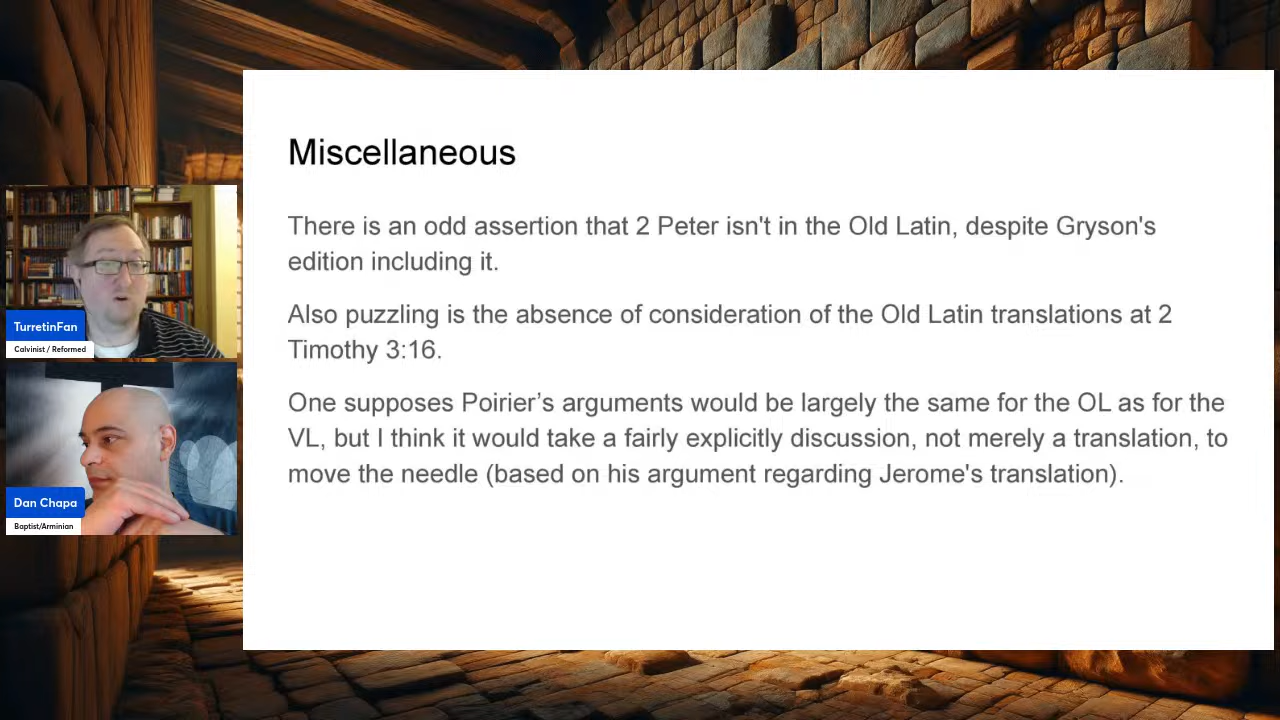 Miscellaneous
There is an odd assertion that 2 Peter isn't in the Old Latin, despite Gryson's
edition including it.
Also puzzling is the absence of consideration of the Old Latin translations at 2
Timothy 3:16.
One supposes Poirier’s arguments would be largely the same for the OL as for the
VL, but I think it would take a fairly explicitly discussion, not merely a translation, to
move the needle (based on his argument regarding Jerome's translation).
TurretinFan
Calvinist / Reformed
Dan Chapa
Baptist/Arminian